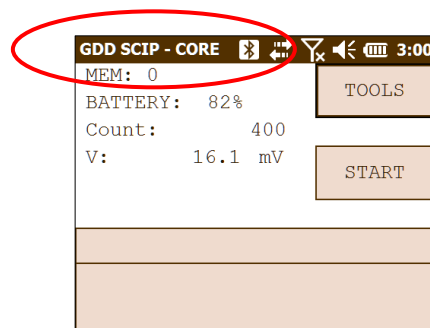 GDD SCIP - CORE 3:00
MEM: 0
BATTERY: 82%
TOOLS
Count: 400
V: 16.1 mV
START